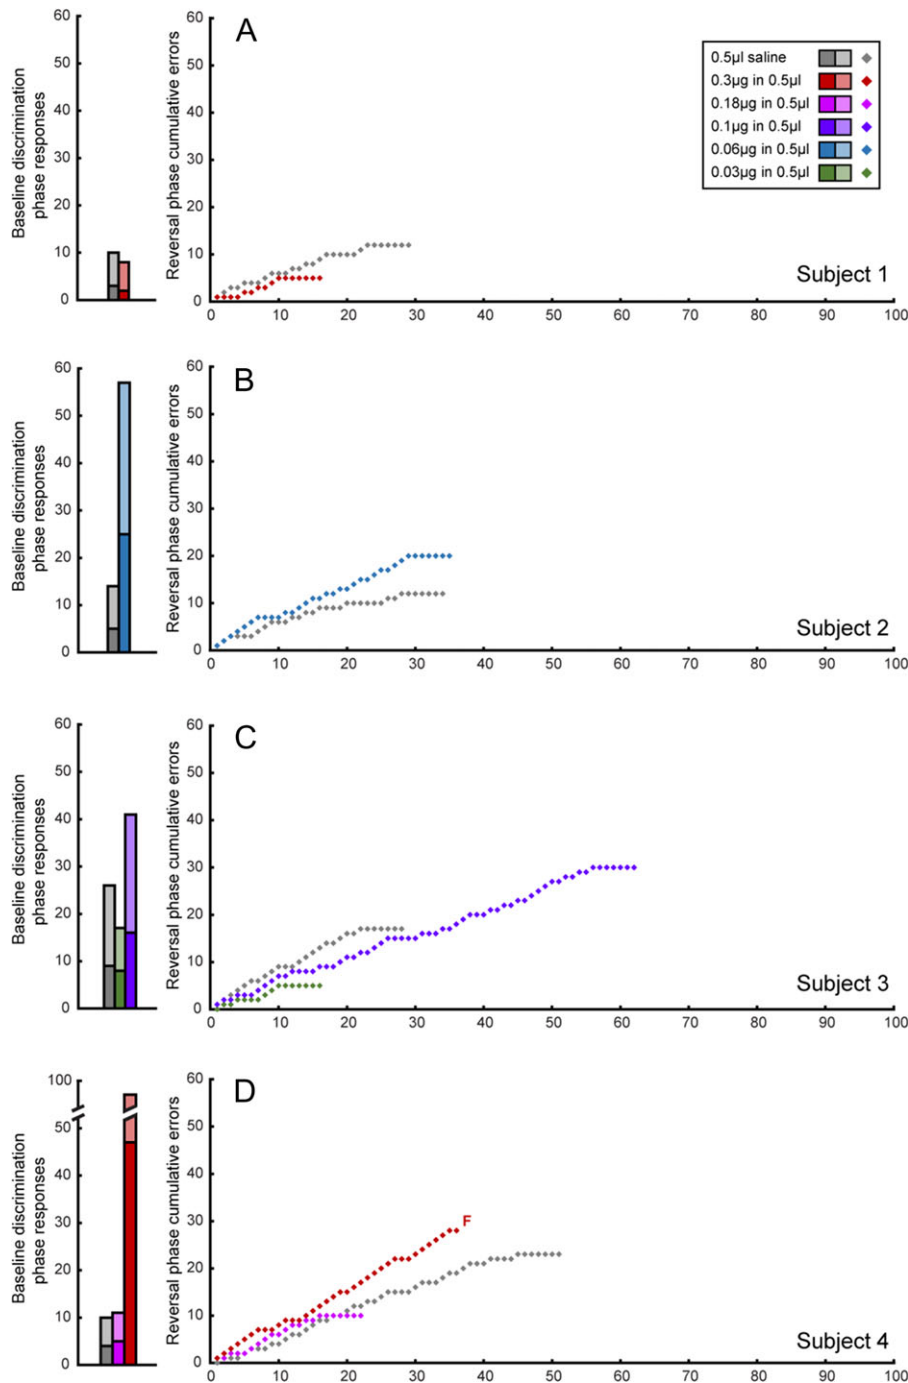 A
Baseline discrimination
phase responses
60
50
40
30
20
10
0
Reversal phase cumulative errors
60
50
40
30
20
10
0
0 10 20 30 40 50 60 70 80 90 100
0.5µl saline
0.3µg in 0.5µl
0.18µg in 0.5µl
0.1µg in 0.5µl
0.06µg in 0.5µl
0.03µg in 0.5µl
Subject 1
B
Baseline discrimination
phase responses
60
50
40
30
20
10
0
Reversal phase cumulative errors
60
50
40
30
20
10
0
0 10 20 30 40 50 60 70 80 90 100
Subject 2
C
Baseline discrimination
phase responses
60
50
40
30
20
10
0
Reversal phase cumulative errors
60
50
40
30
20
10
0
0 10 20 30 40 50 60 70 80 90 100
Subject 3
D
Baseline discrimination
phase responses
100
50
40
30
20
10
0
Reversal phase cumulative errors
60
50
40
30
20
10
0
0 10 20 30 40 50 60 70 80 90 100
F
Subject 4